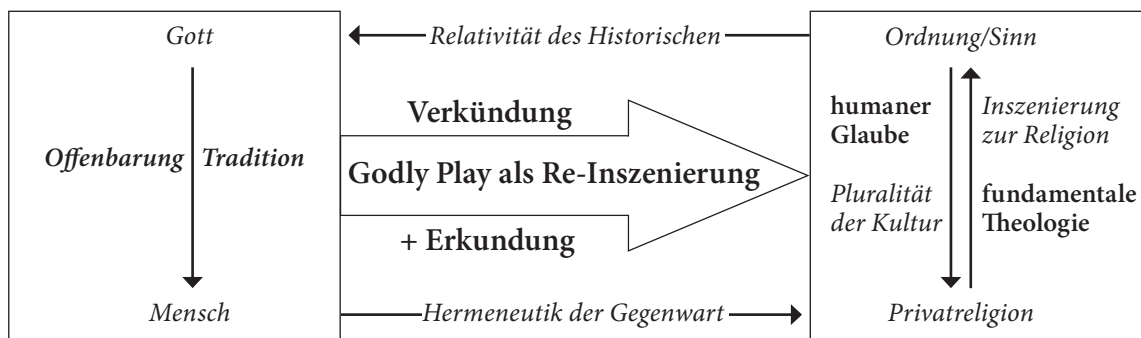 Gott
Offenbarung Tradition
Mensch
Relativität des Historischen
Verkündung
Godly Play als Re-Inszenierung
+ Erkundung
Hermeneutik der Gegenwart
Ordnung/Sinn
humaner
Glaube
Inszenierung
zur Religion
Pluralität
der Kultur
fundamentale
Theologie
Privatreligion